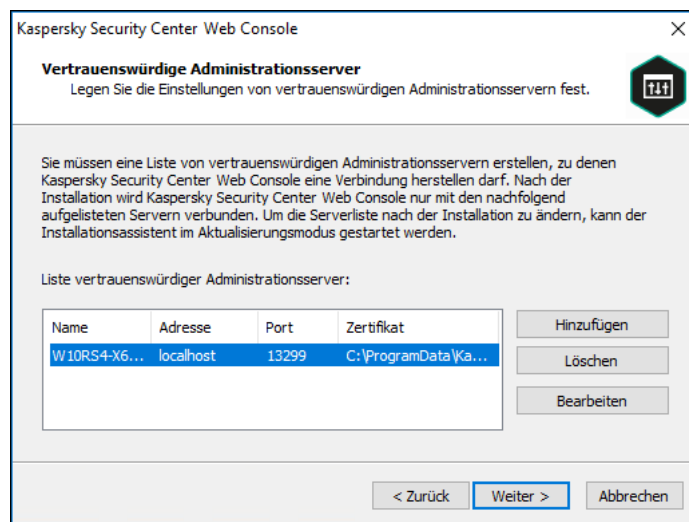 Kaspersky Security Center Web Console
Vertrauenswürdige Administrationsserver
Legen Sie die Einstellungen von vertrauenswürdigen Administrationsservern fest.
Sie müssen eine Liste von vertrauenswürdigen Administrationsservern erstellen, zu denen
Kaspersky Security Center Web Console eine Verbindung herstellen darf. Nach der
Installation wird Kaspersky Security Center Web Console nur mit den nachfolgend
aufgelisteten Servern verbunden. Um die Serverliste nach der Installation zu ändern, kann der
Installationsassistent im Aktualisierungsmodus gestartet werden.
Liste vertrauenswürdiger Administrationsserver:
Name Adresse Port Zertifikat
W10RS4-X6... localhost 13299 C:\ProgramData\Ka...
Hinzufügen
Löschen
Bearbeiten
< Zurück Weiter > Abbrechen